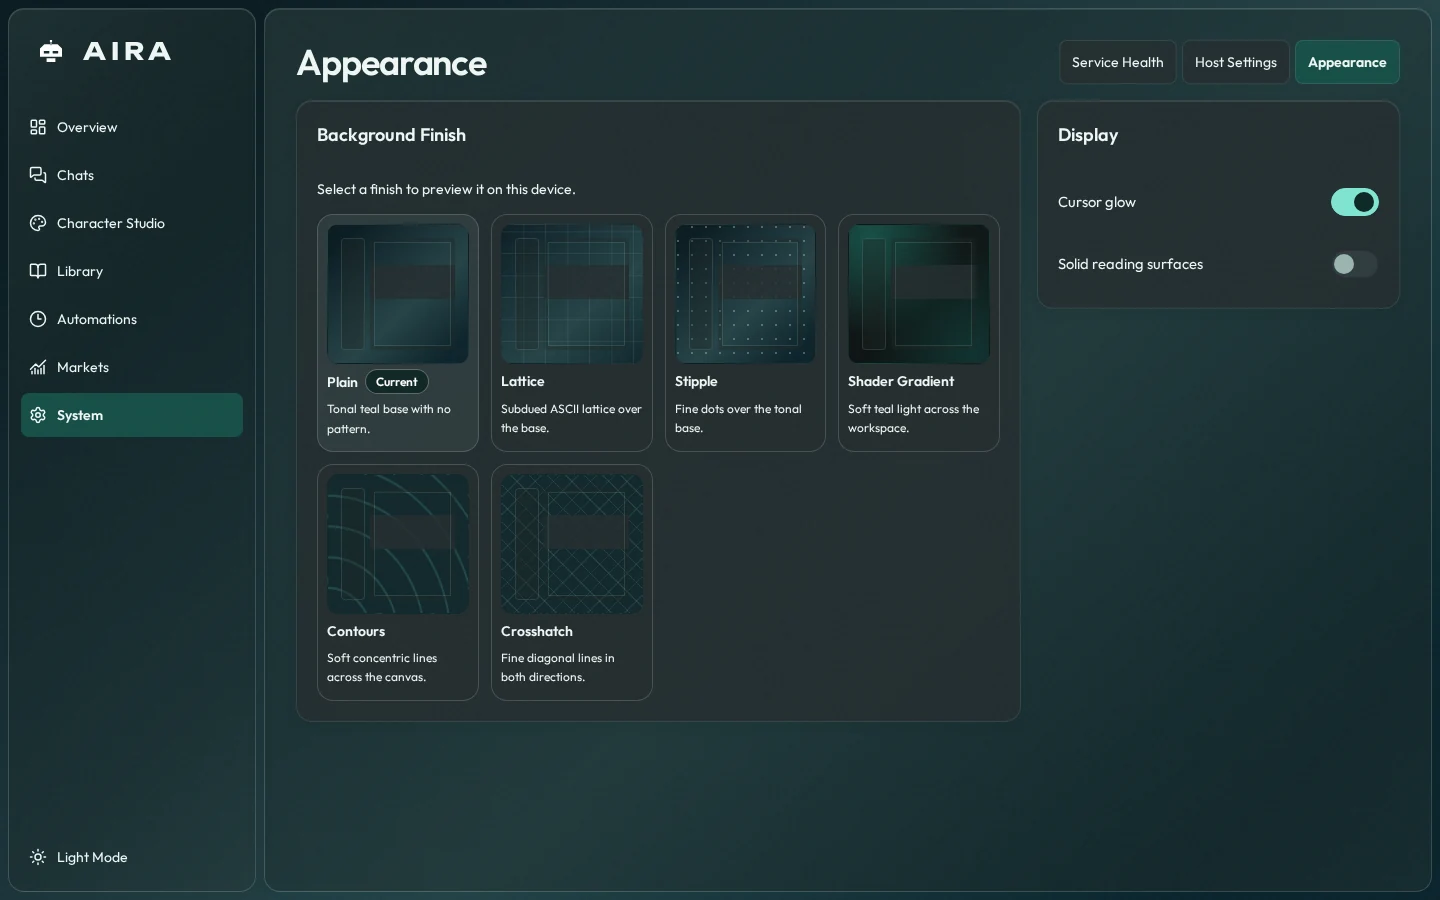 AIRA
Overview
Chats
Character Studio
Library
Automations
Markets
System
Light Mode
Appearance
Service Health
Host Settings
Appearance
Background Finish
Select a finish to preview it on this device.
Plain
Current
Tonal teal base with no
pattern.
Lattice
Subdued ASCII lattice over
the base.
Stipple
Fine dots over the tonal
base.
Shader Gradient
Soft teal light across the
workspace.
Contours
Soft concentric lines
across the canvas.
Crosshatch
Fine diagonal lines in
both directions.
Display
Cursor glow
Solid reading surfaces